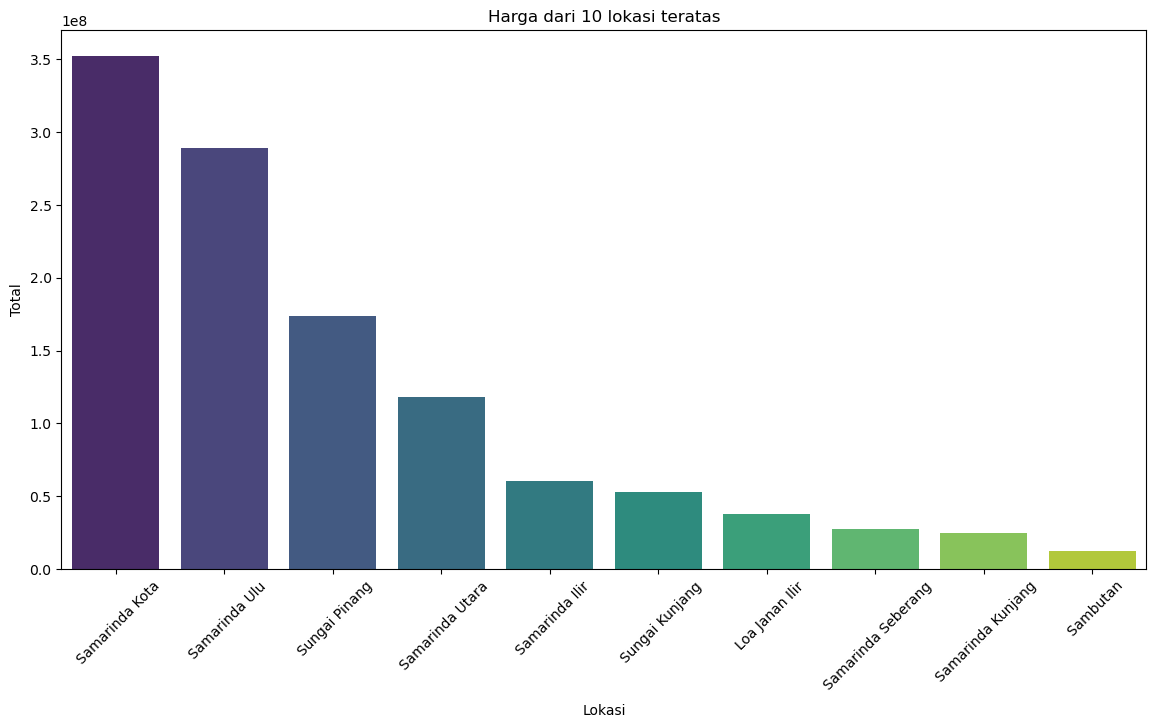 Harga dari 10 lokasi teratas
1e8
3.5
3.0
2.5
2.0
1.5
1.0
0.5
0.0
Total
Samarinda Kota
Samarinda Ulu
Sungai Pinang
Samarinda Utara
Samarinda Ilir
Sungai Kunjang
Loa Janan Ilir
Samarinda Seberang
Samarinda Kunjang
Sambutan
Lokasi